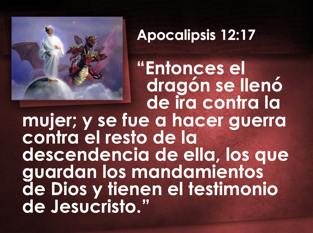 Apocalipsis 12:17
“Entonces el
dragón se llenó
de ira contra la
mujer; y se fue a hacer guerra
contra el resto de la
descendencia de ella, los que
guardan los mandamientos
de Dios y tienen el testimonio
de Jesucristo.”